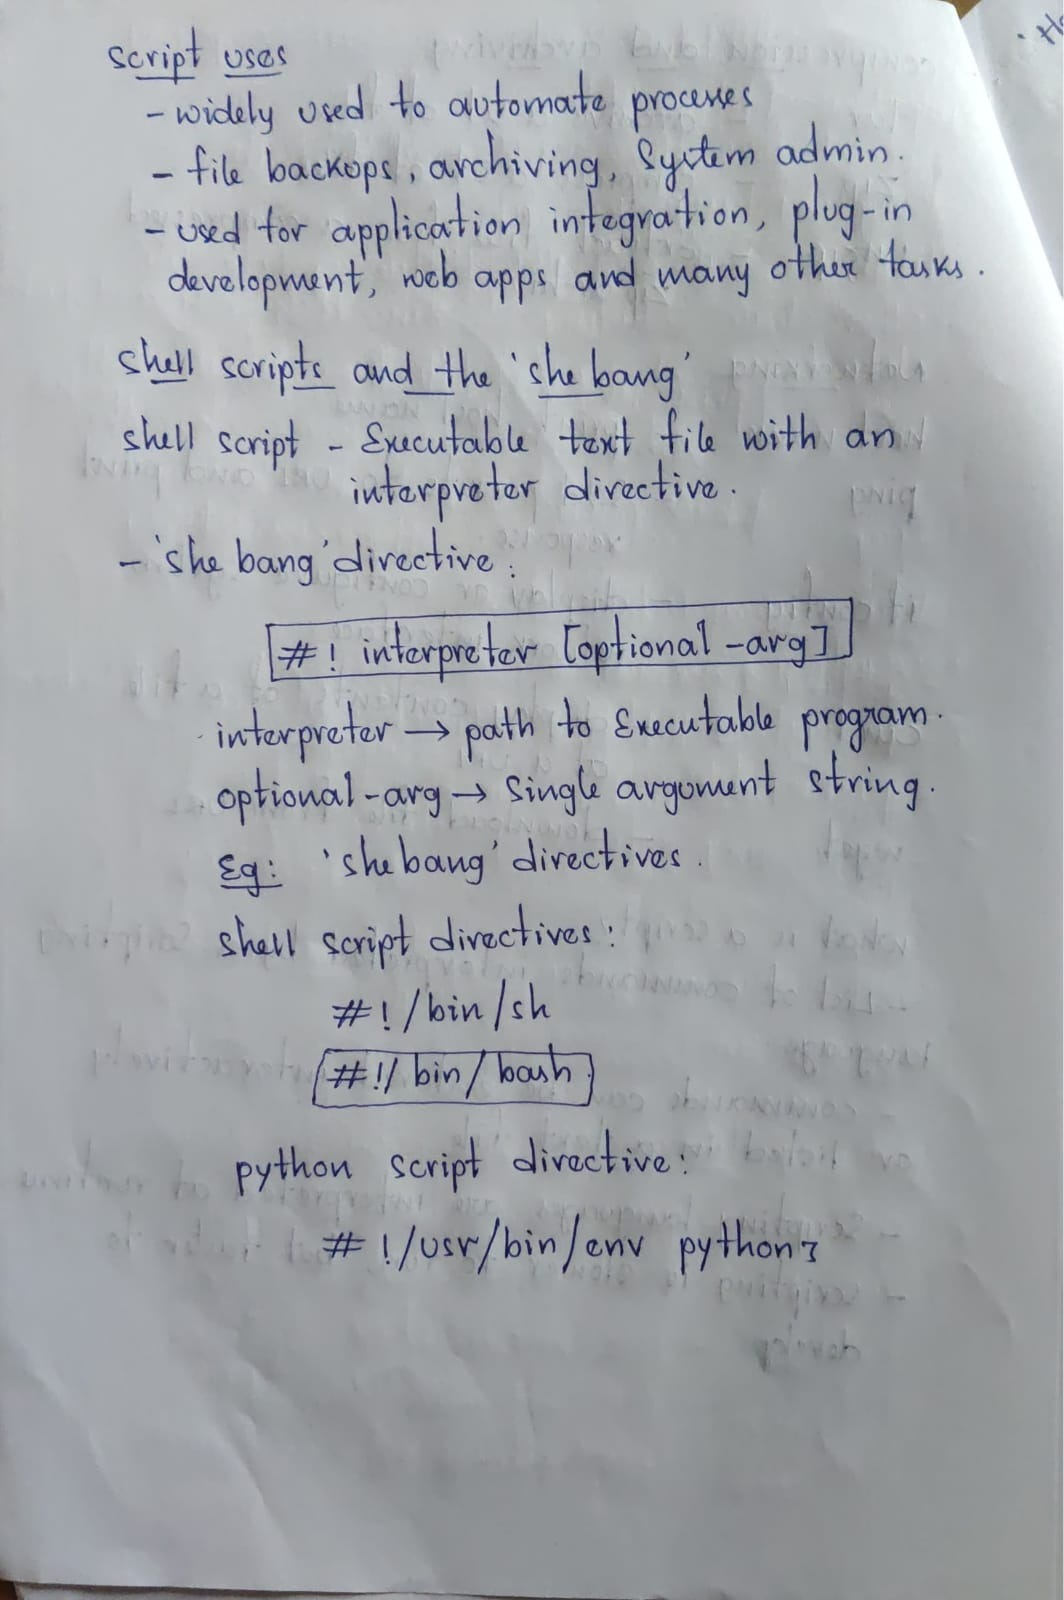 script uses
- widely used to automate processes
- file backups, archiving, System admin.
- used for application integration, plug-in
development, web apps and many other tasks.
shell scripts and the 'she bang'
shell script - Executable text file with an
interpreter directive.
- 'she bang' directive:
#! interpreter [optional -arg]
interpreter → path to Executable program.
optional-arg → Single argument string.
Eg: 'she bang' directives.
shell script directives:
#!/bin/sh
#!/bin/bash
python script directive:
#!/usr/bin/env python3